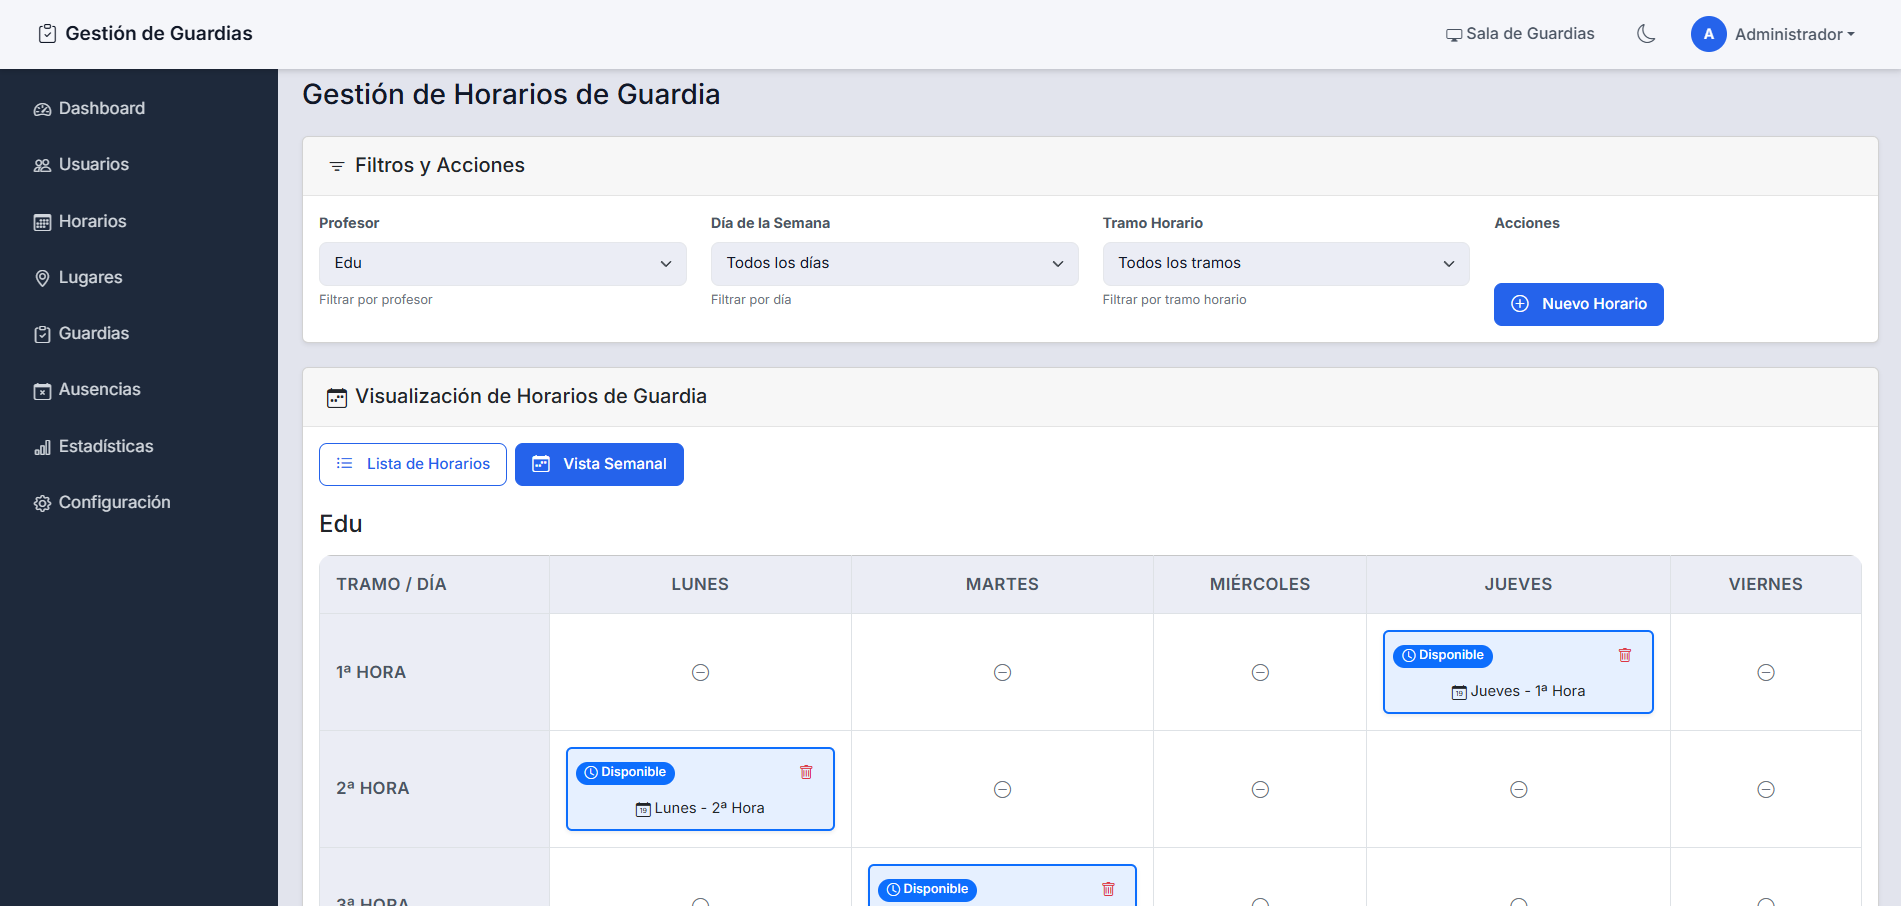 Gestión de Guardias
Sala de Guardias
A
Administrador
Dashboard
Usuarios
Horarios
Lugares
Guardias
Ausencias
Estadísticas
Configuración
Gestión de Horarios de Guardia
Filtros y Acciones
Profesor
Día de la Semana
Tramo Horario
Acciones
Edu
Todos los días
Todos los tramos
Filtrar por profesor
Filtrar por día
Filtrar por tramo horario
Nuevo Horario
Visualización de Horarios de Guardia
Lista de Horarios
Vista Semanal
Edu
TRAMO / DÍA
LUNES
MARTES
MIÉRCOLES
JUEVES
VIERNES
1ª HORA
Disponible
Jueves - 1ª Hora
2ª HORA
Disponible
Lunes - 2ª Hora
3ª HORA
Disponible